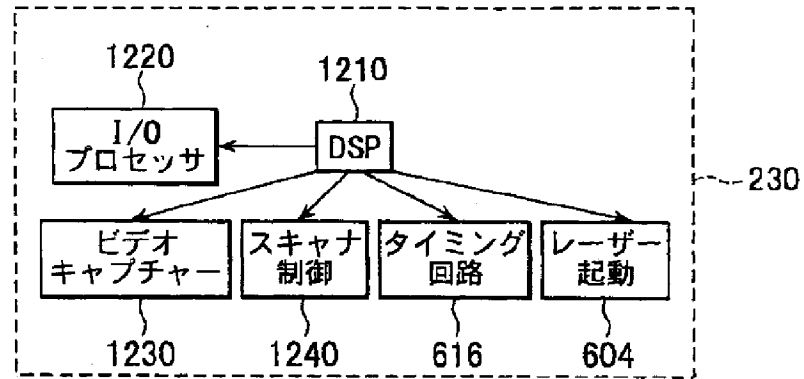 1220
1210
I/O
プロセッサ
DSP
230
ビデオ
キャプチャー
スキャナ
制御
タイミング
回路
レーザー
起動
1230
1240
616
604